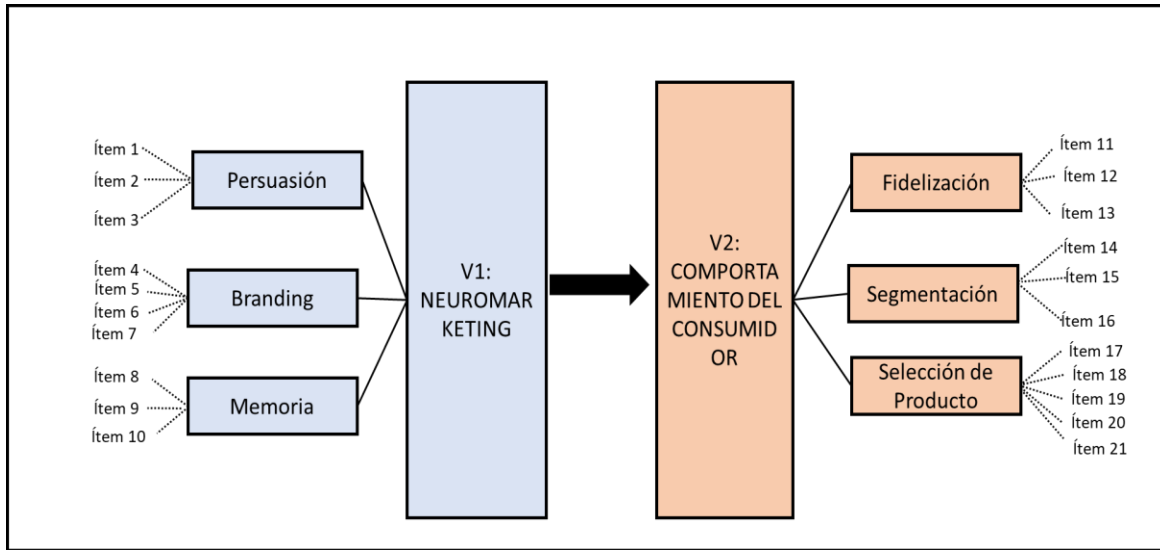 Ítem 1
Ítem 2
Ítem 3
Persuasión
Ítem 4
Ítem 5
Ítem 6
Ítem 7
Branding
Ítem 8
Ítem 9
Ítem 10
Memoria
V1:
NEUROMAR
KETING
V2:
COMPORTA
MIENTO DEL
CONSUMID
OR
Fidelización
Ítem 11
Ítem 12
Ítem 13
Segmentación
Ítem 14
Ítem 15
Ítem 16
Selección de
Producto
Ítem 17
Ítem 18
Ítem 19
Ítem 20
Ítem 21